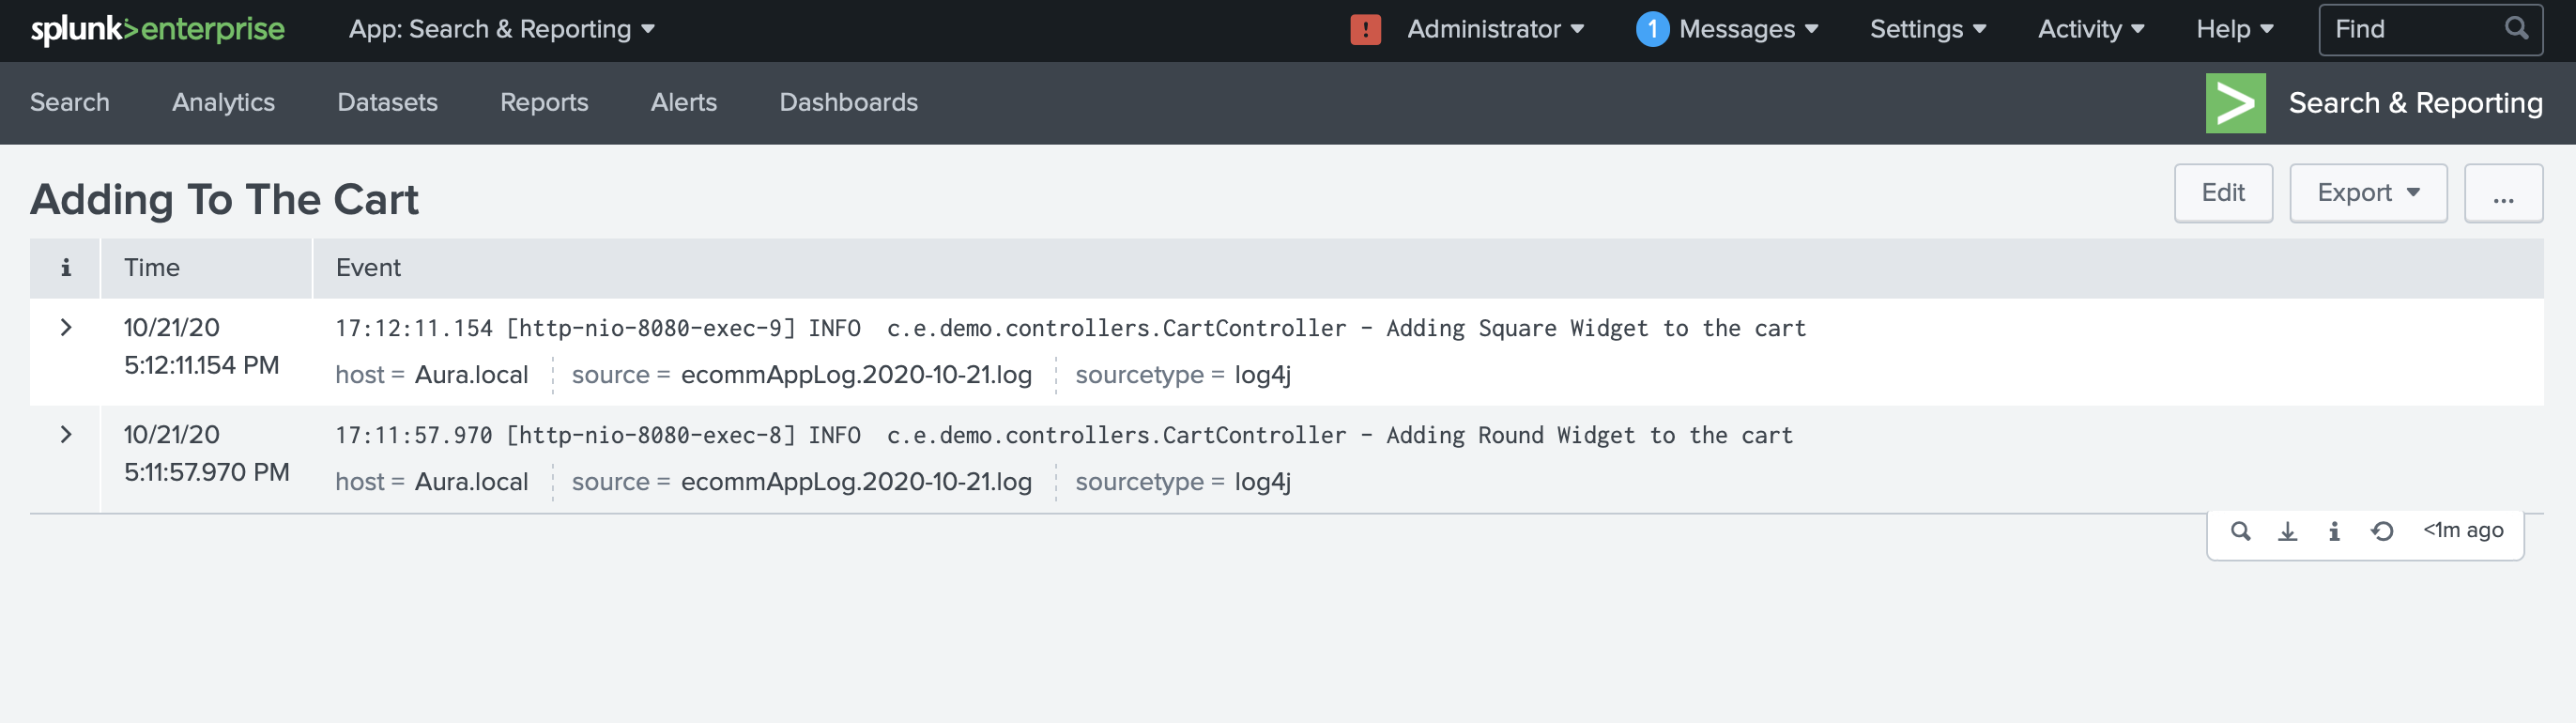 splunk>enterprise App: Search & Reporting ! Administrator 1 Messages Settings Activity Help Find
Search Analytics Datasets Reports Alerts Dashboards > Search & Reporting
Adding To The Cart Edit Export ...
i Time Event
10/21/20 17:12:11.154 [http-nio-8080-exec-9] INFO  c.e.demo.controllers.CartController - Adding Square Widget to the cart
5:12:11.154 PM host = Aura.local source = ecommAppLog.2020-10-21.log sourcetype = log4j
10/21/20 17:11:57.970 [http-nio-8080-exec-8] INFO  c.e.demo.controllers.CartController - Adding Round Widget to the cart
5:11:57.970 PM host = Aura.local source = ecommAppLog.2020-10-21.log sourcetype = log4j
i <1m ago